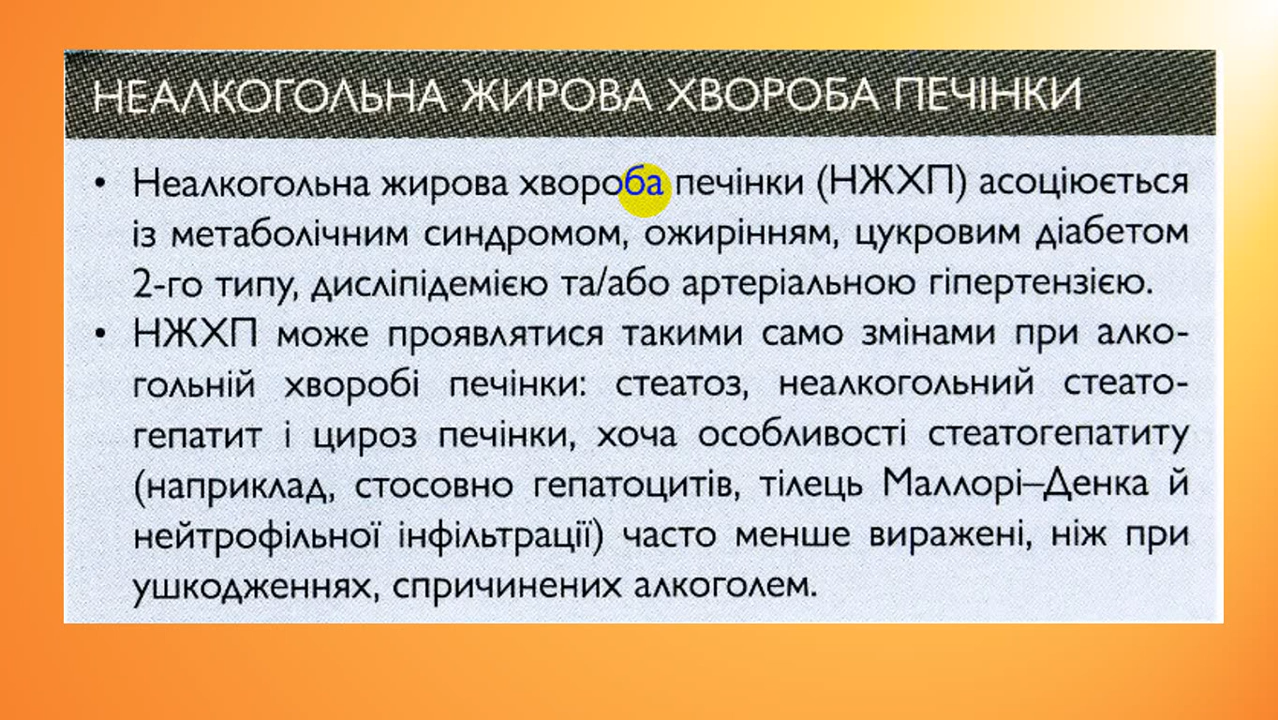 НЕАЛКОГОЛЬНА ЖИРОВА ХВОРОБА ПЕЧІНКИ
• Неалкогольна жирова хвороба печінки (НЖХП) асоціюється
із метаболічним синдромом, ожирінням, цукровим діабетом
2-го типу, дисліпідемією та/або артеріальною гіпертензією.
• НЖХП може проявлятися такими само змінами при алко-
гольній хворобі печінки: стеатоз, неалкогольний стеато-
гепатит і цироз печінки, хоча особливості стеатогепатиту
(наприклад, стосовно гепатоцитів, тілець Маллорі–Денка й
нейтрофільної інфільтрації) часто менше виражені, ніж при
ушкодженнях, спричинених алкоголем.